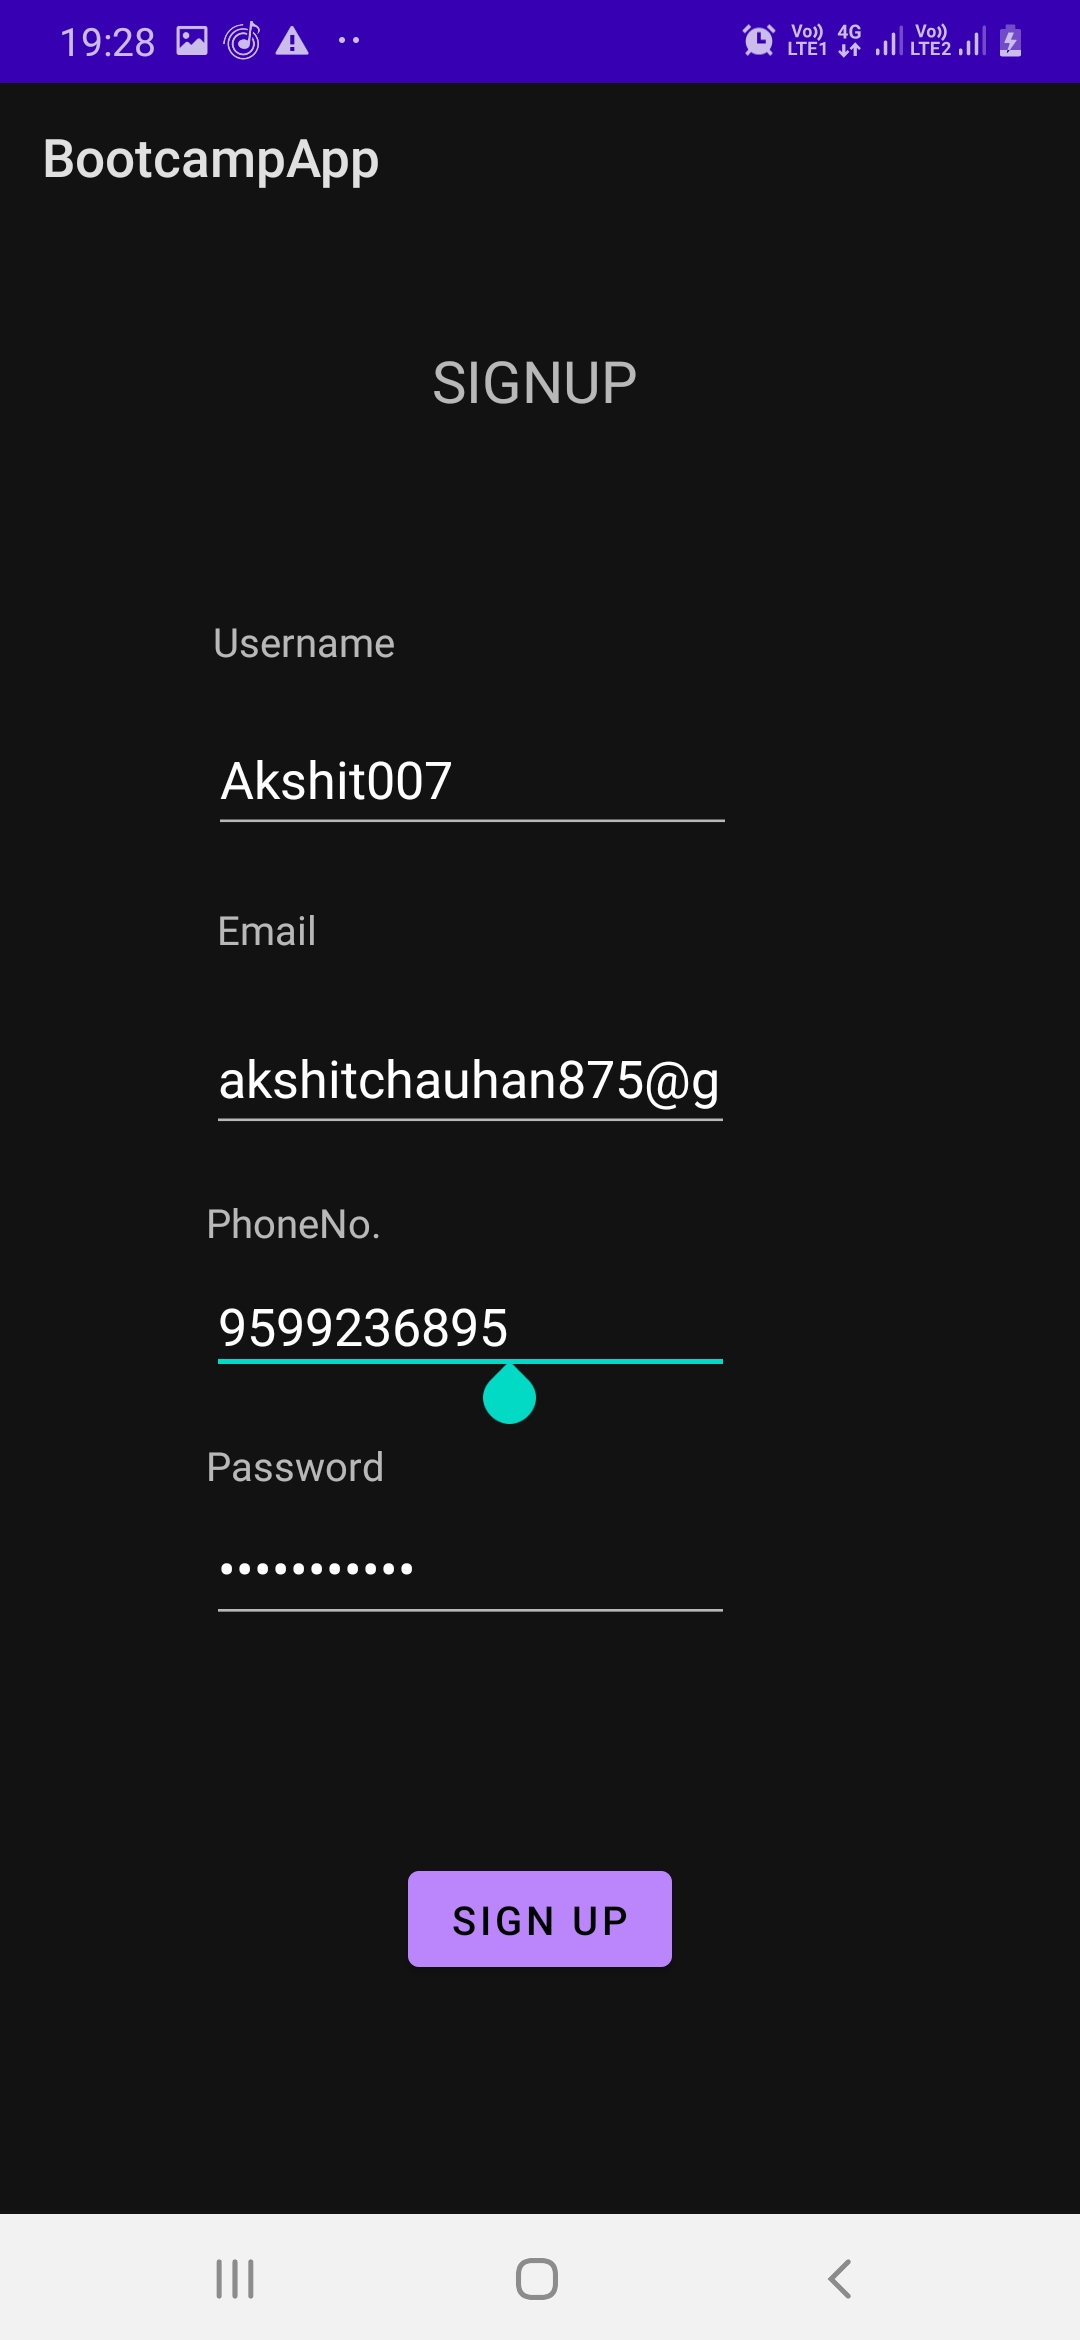 19:28 Vo)) LTE1 4G Vo)) LTE2
BootcampApp
SIGNUP
Username
Akshit007
Email
akshitchauhan875@g
PhoneNo.
9599236895
Password
•••••••••••
SIGN UP